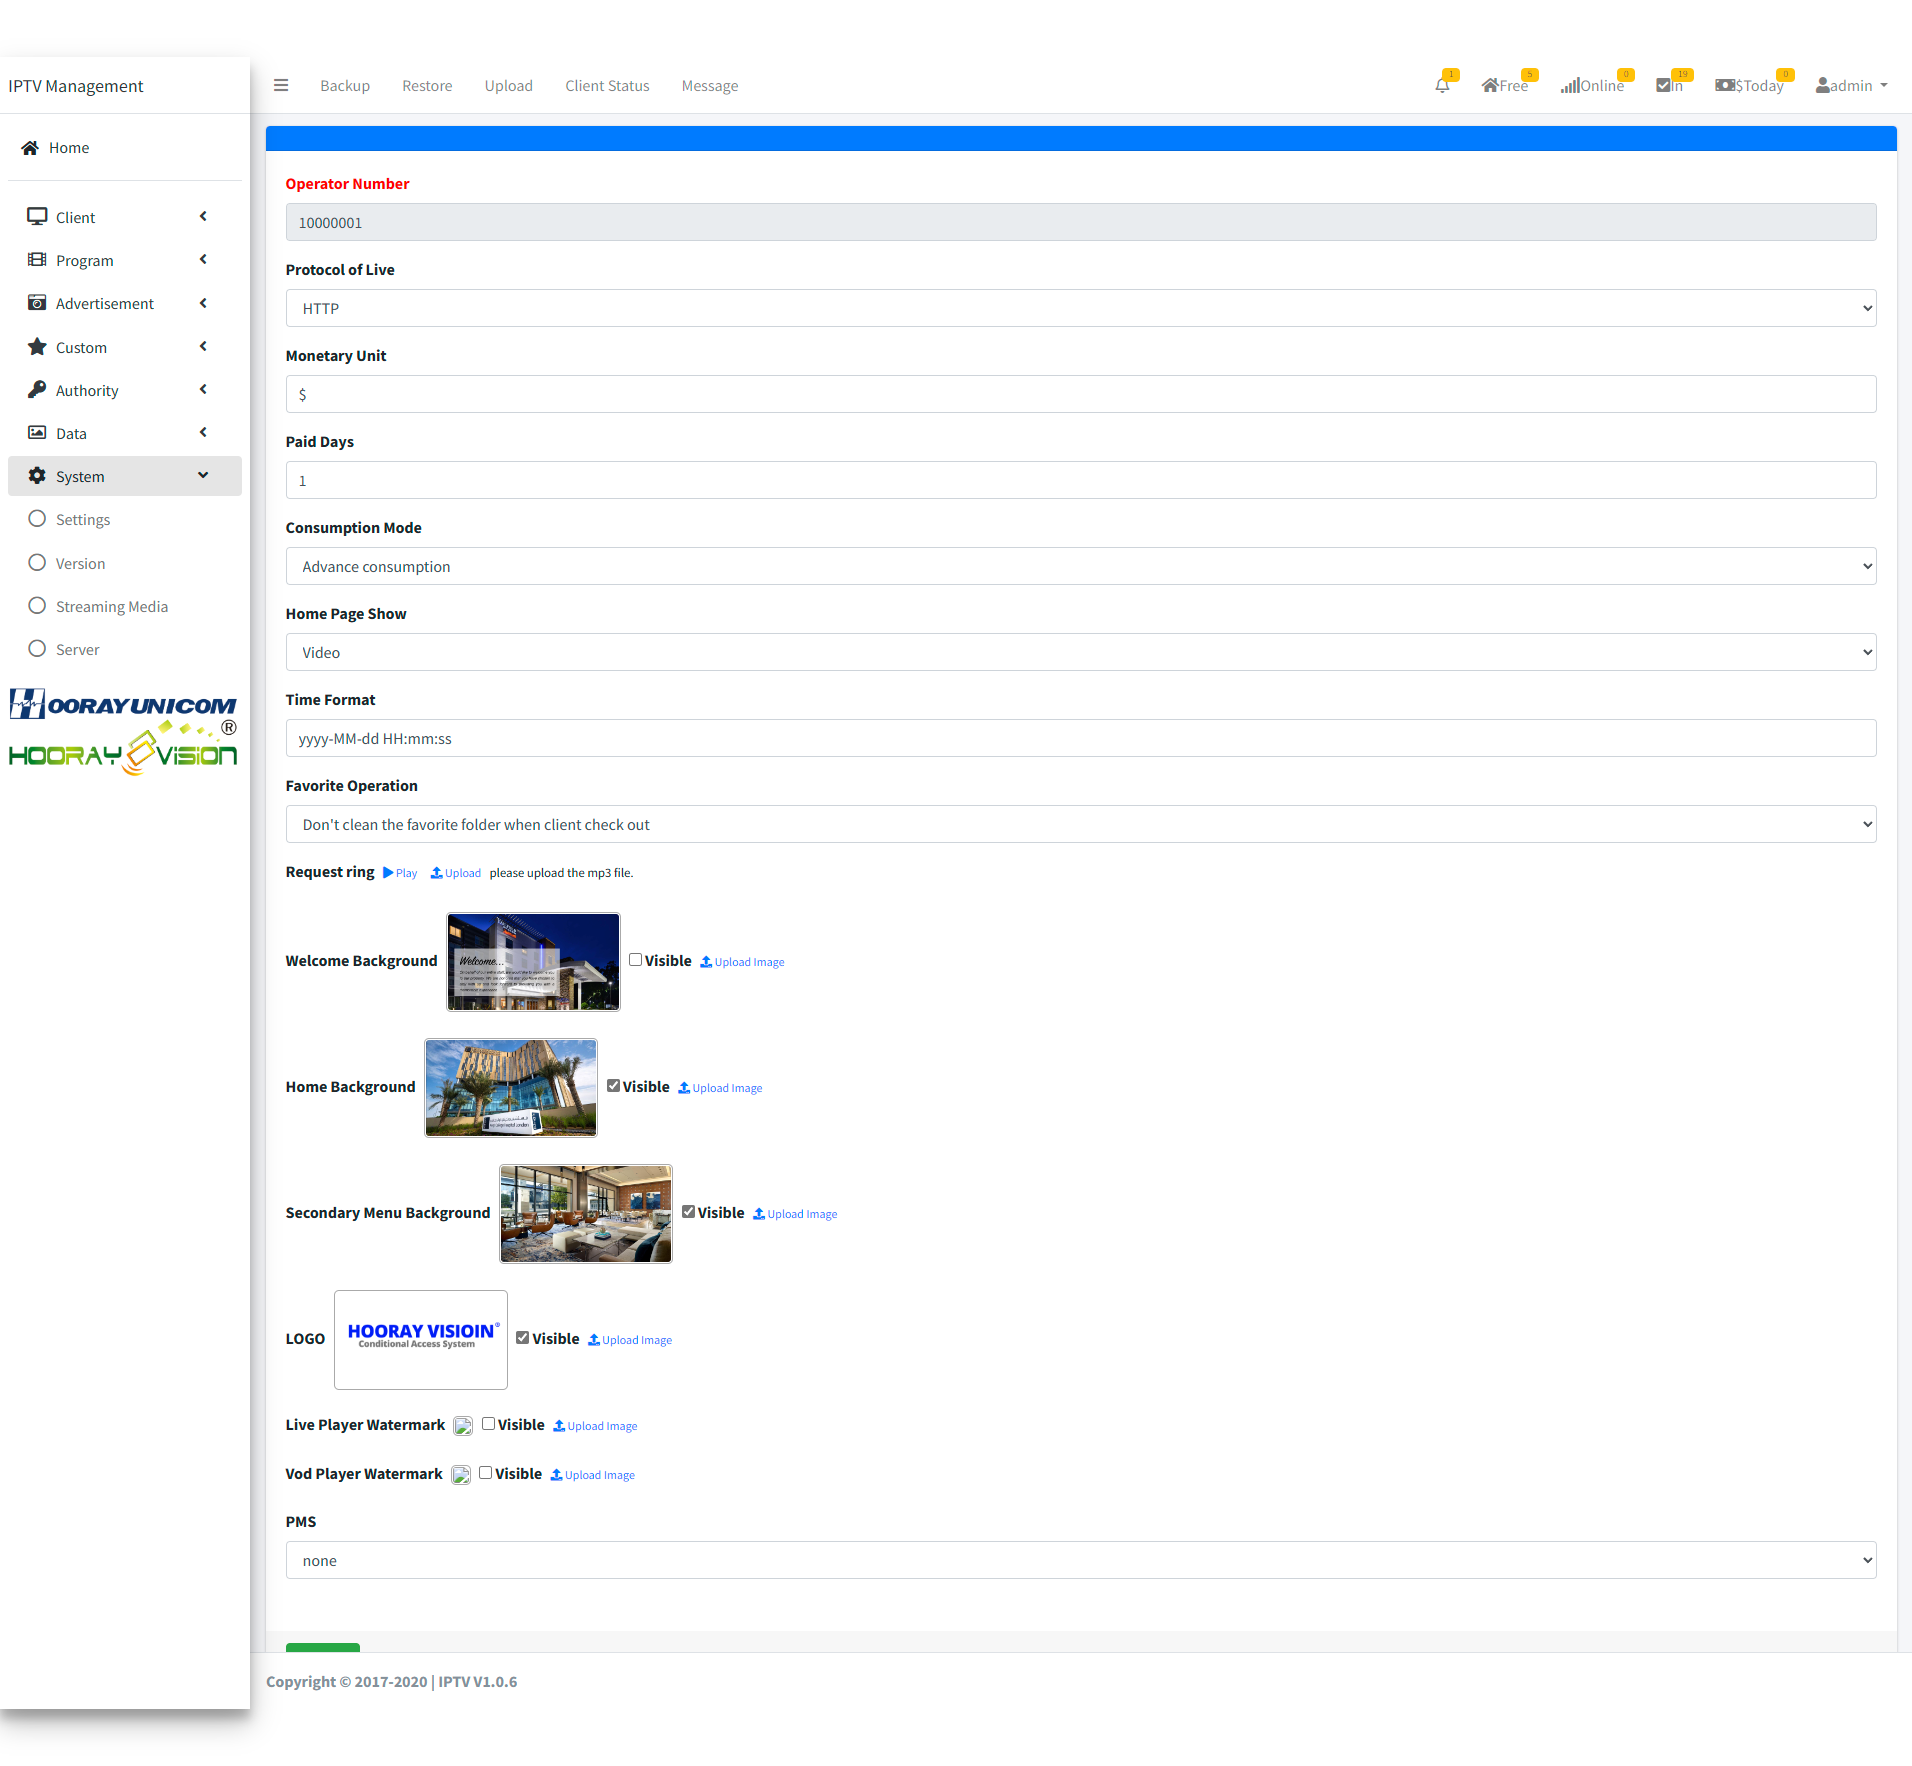 IPTV Management
Backup Restore Upload Client Status Message
1
Free 5
Online 0
In 19
$Today 0
admin
Home
Client
Program
Advertisement
Custom
Authority
Data
System
Settings
Version
Streaming Media
Server
HOORAY UNICOM
HOORAY VISION ®
Operator Number
10000001
Protocol of Live
HTTP
Monetary Unit
$
Paid Days
1
Consumption Mode
Advance consumption
Home Page Show
Video
Time Format
yyyy-MM-dd HH:mm:ss
Favorite Operation
Don't clean the favorite folder when client check out
Request ring Play Upload please upload the mp3 file.
Welcome...
Welcome Background Visible Upload Image
Home Background Visible Upload Image
Secondary Menu Background Visible Upload Image
HOORAY VISIOIN®
Conditional Access System
LOGO Visible Upload Image
Live Player Watermark Visible Upload Image
Vod Player Watermark Visible Upload Image
PMS
none
Copyright © 2017-2020 | IPTV V1.0.6